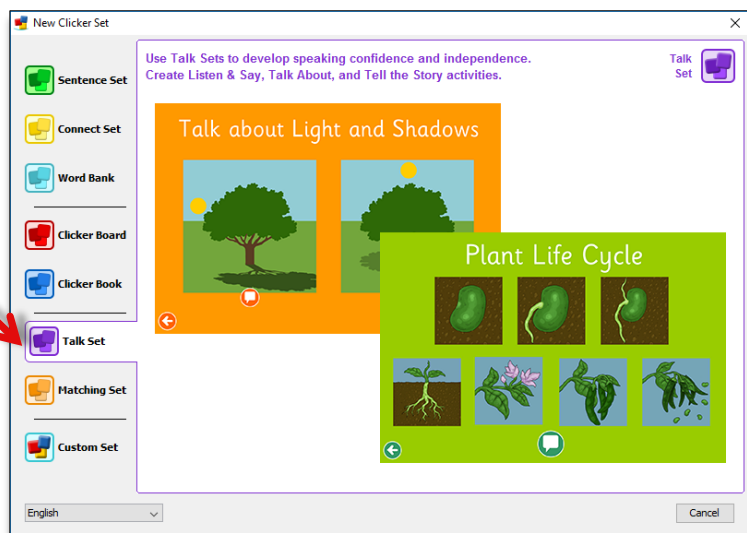 New Clicker Set
Sentence Set
Connect Set
Word Bank
Clicker Board
Clicker Book
Talk Set
Matching Set
Custom Set
English
Use Talk Sets to develop speaking confidence and independence.
Create Listen & Say, Talk About, and Tell the Story activities.
Talk
Set
Talk about Light and Shadows
Plant Life Cycle
Cancel